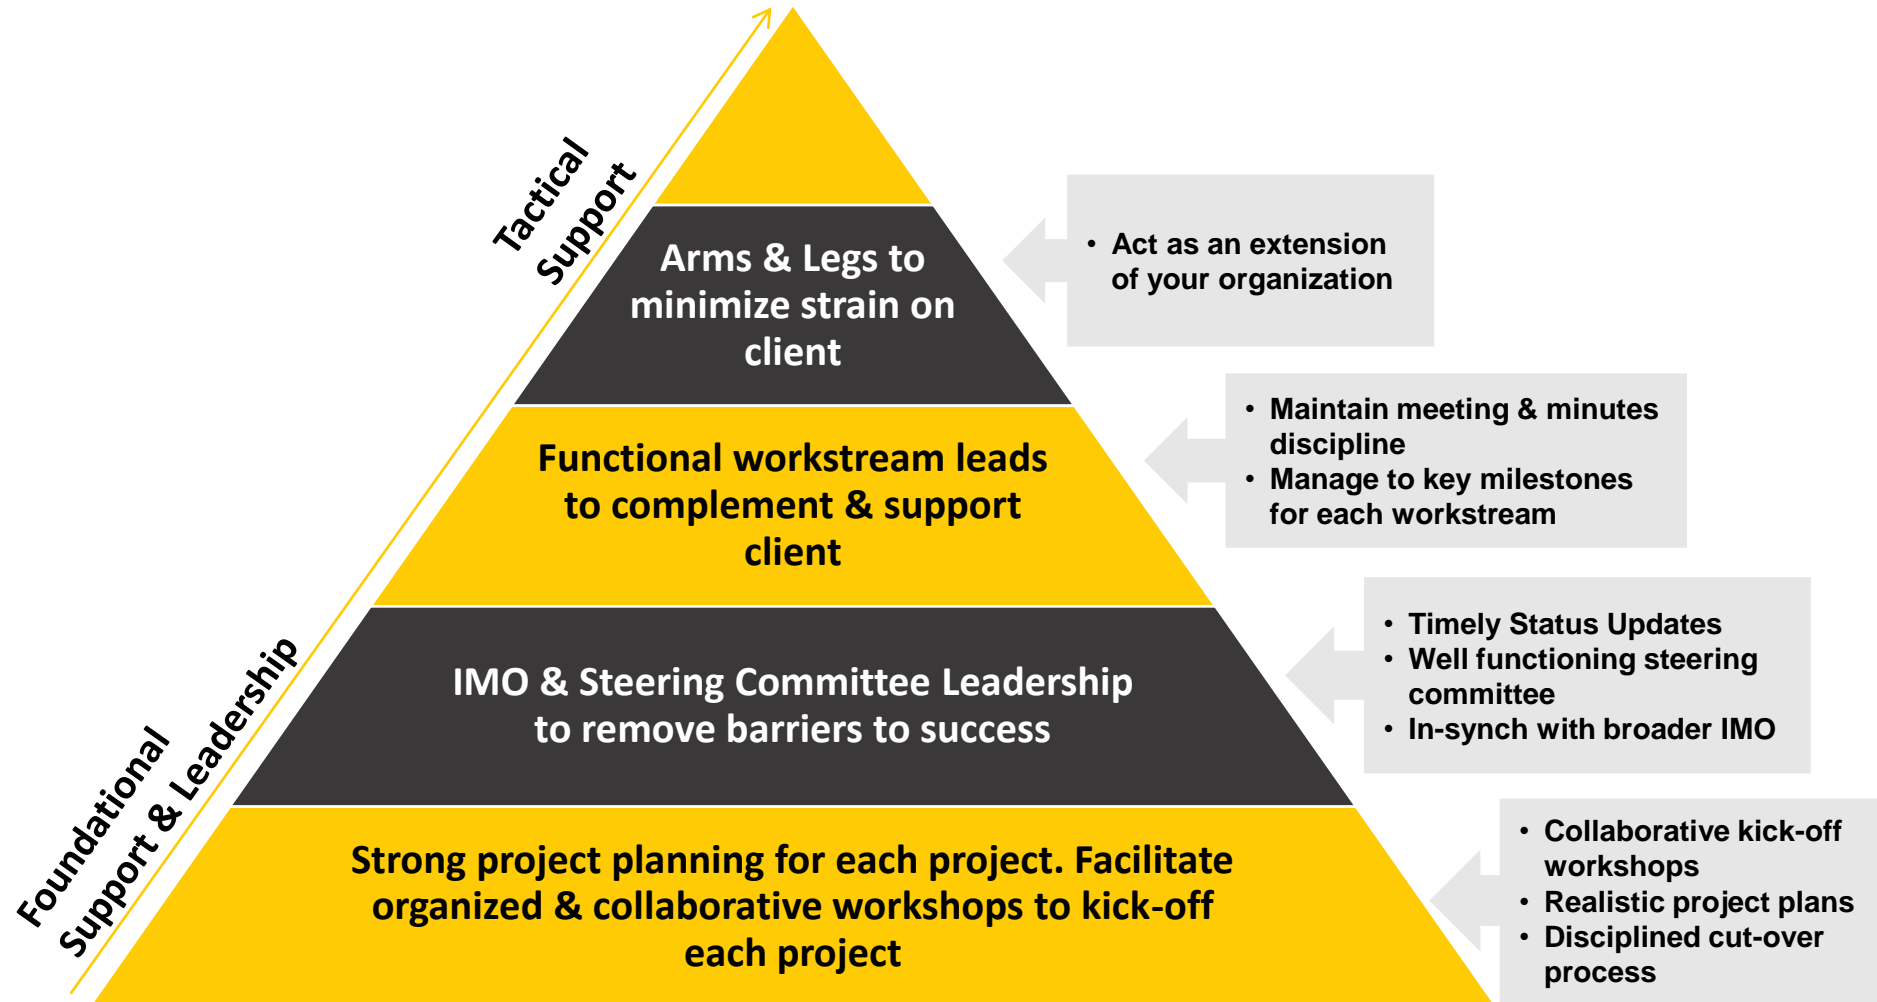 Tactical
Support
Arms & Legs to
minimize strain on
client
• Act as an extension
of your organization
Functional workstream leads
to complement & support
client
• Maintain meeting & minutes
discipline
• Manage to key milestones
for each workstream
Foundational
Support & Leadership
IMO & Steering Committee Leadership
to remove barriers to success
• Timely Status Updates
• Well functioning steering
committee
• In-synch with broader IMO
Strong project planning for each project. Facilitate
organized & collaborative workshops to kick-off
each project
• Collaborative kick-off
workshops
• Realistic project plans
• Disciplined cut-over
process